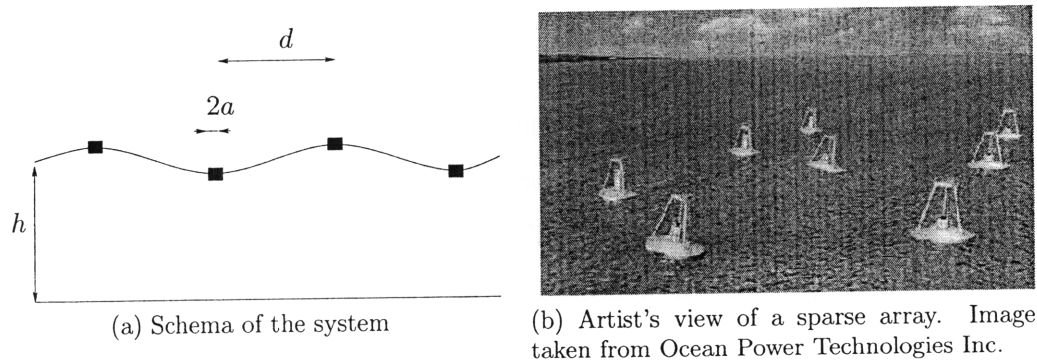 d
2a
h
(a) Schema of the system
(b) Artist's view of a sparse array. Image
taken from Ocean Power Technologies Inc.